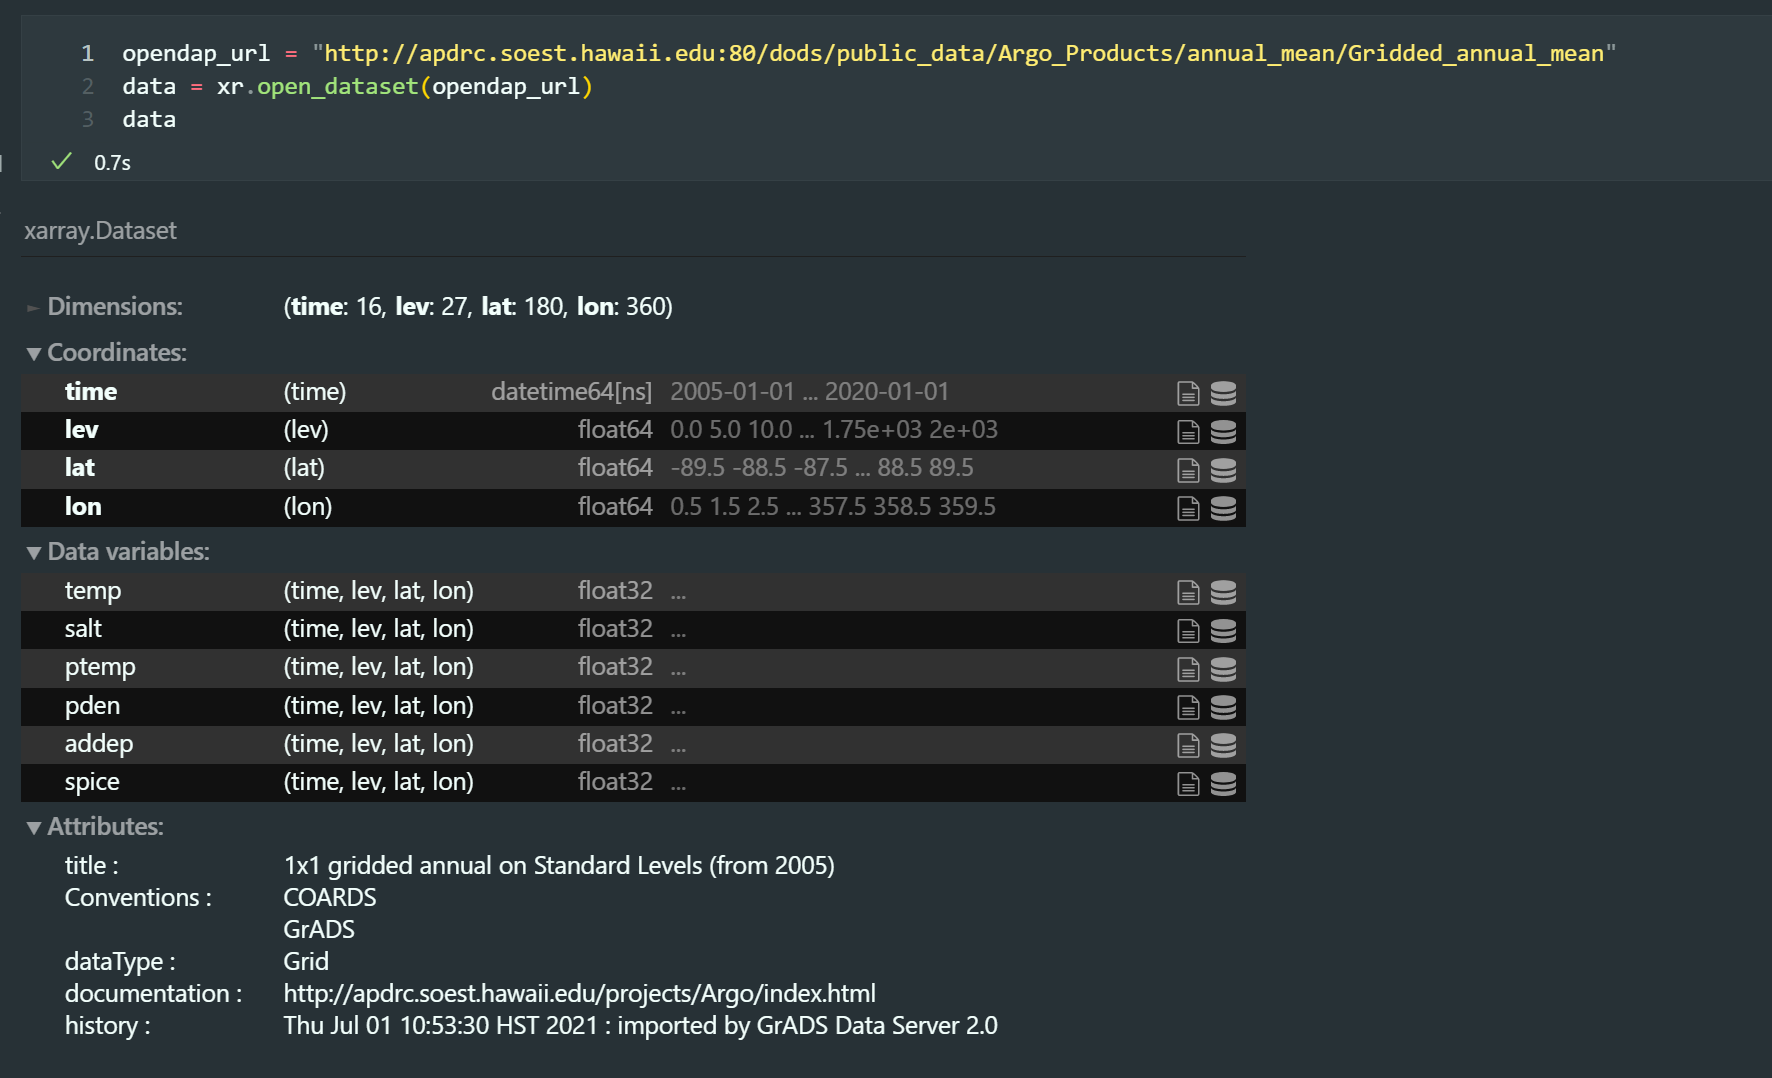 1 opendap_url = "http://apdrc.soest.hawaii.edu:80/dods/public_data/Argo_Products/annual_mean/Gridded_annual_mean"
2 data = xr.open_dataset(opendap_url)
3 data
0.7s
xarray.Dataset
Dimensions: (time: 16, lev: 27, lat: 180, lon: 360)
Coordinates:
time (time) datetime64[ns] 2005-01-01 ... 2020-01-01
lev (lev) float64 0.0 5.0 10.0 ... 1.75e+03 2e+03
lat (lat) float64 -89.5 -88.5 -87.5 ... 88.5 89.5
lon (lon) float64 0.5 1.5 2.5 ... 357.5 358.5 359.5
Data variables:
temp (time, lev, lat, lon) float32 ...
salt (time, lev, lat, lon) float32 ...
ptemp (time, lev, lat, lon) float32 ...
pden (time, lev, lat, lon) float32 ...
addep (time, lev, lat, lon) float32 ...
spice (time, lev, lat, lon) float32 ...
Attributes:
title : 1x1 gridded annual on Standard Levels (from 2005)
Conventions : COARDS
GrADS
dataType : Grid
documentation : http://apdrc.soest.hawaii.edu/projects/Argo/index.html
history : Thu Jul 01 10:53:30 HST 2021 : imported by GrADS Data Server 2.0